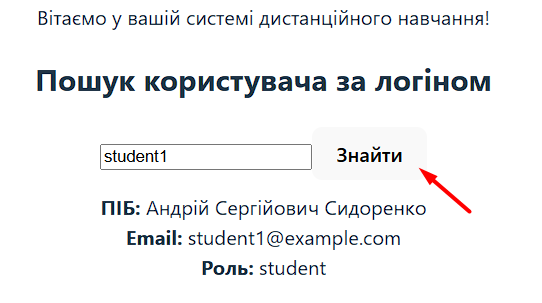 Вітаємо у вашій системі дистанційного навчання!
Пошук користувача за логіном
student1 Знайти
ПІБ: Андрій Сергійович Сидоренко
Email: student1@example.com
Роль: student